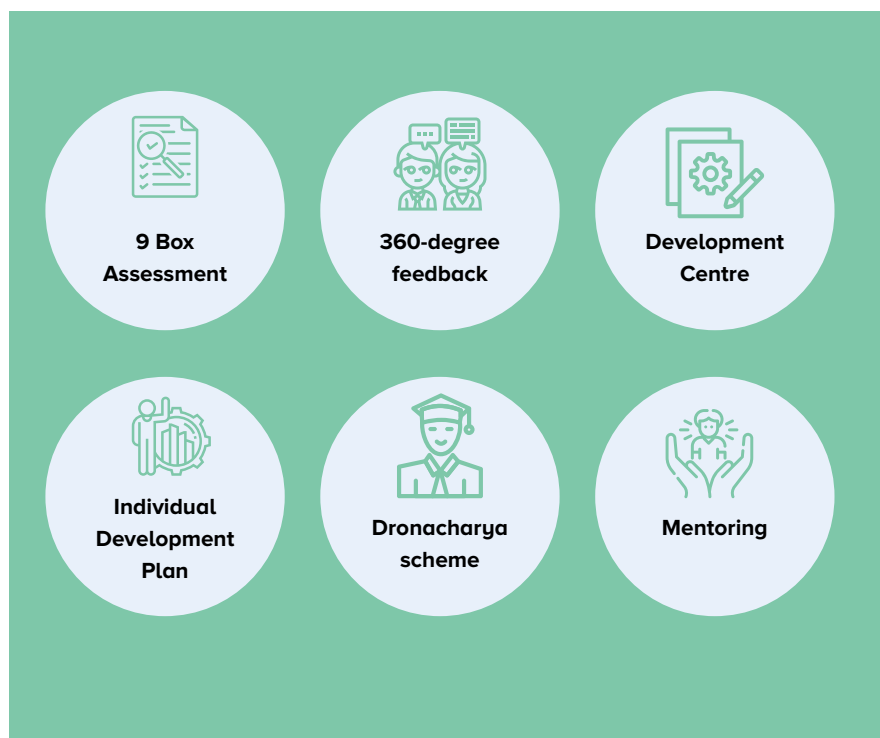 9 Box
Assessment
360-degree
feedback
Development
Centre
Individual
Development
Plan
Dronacharya
scheme
Mentoring